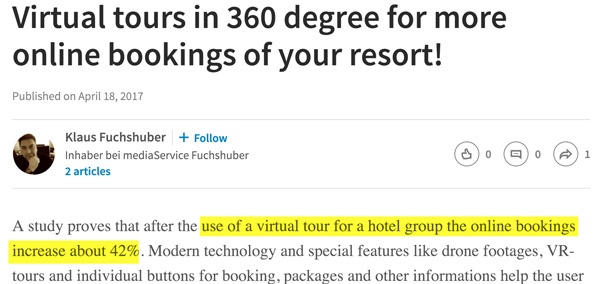 Virtual tours in 360 degree for more
online bookings of your resort!
Published on April 18, 2017
Klaus Fuchshuber + Follow
Inhaber bei mediaService Fuchshuber
2 articles
0 0 1
A study proves that after the use of a virtual tour for a hotel group the online bookings
increase about 42%. Modern technology and special features like drone footages, VR-
tours and individual buttons for booking, packages and other informations help the user